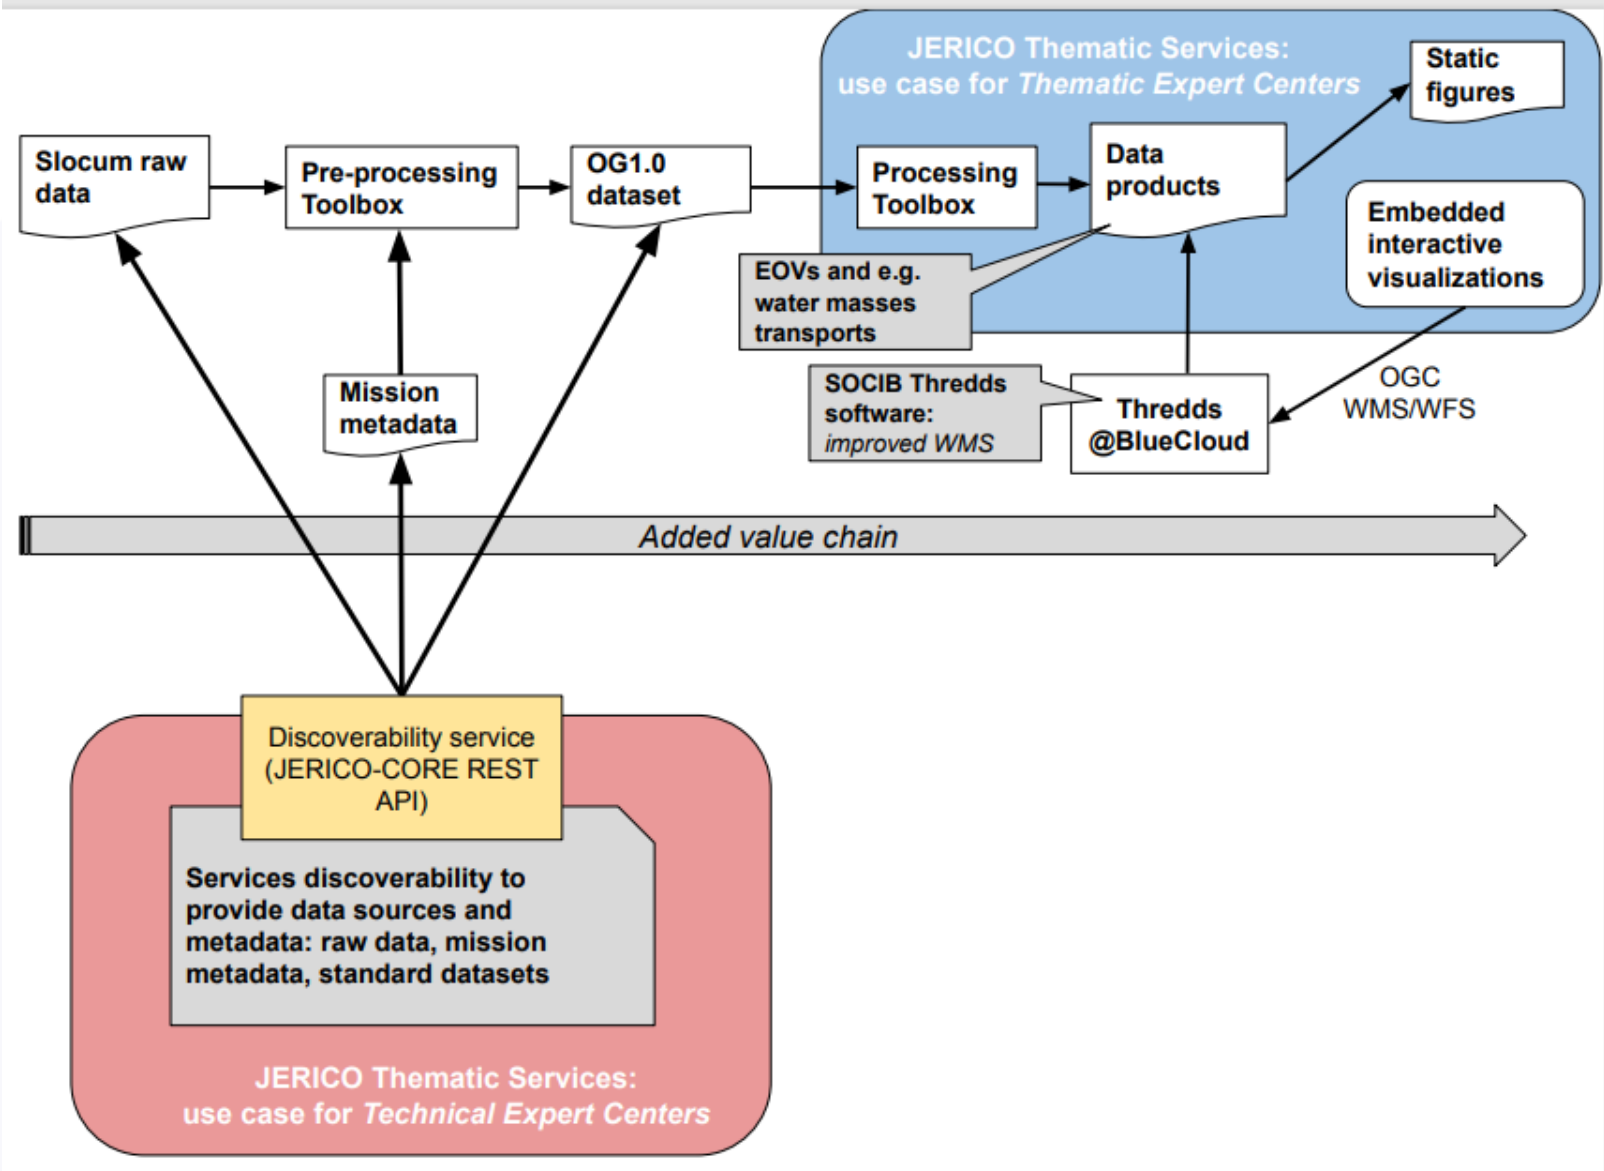 JERICO Thematic Services:
use case for Thematic Expert Centers
Static
figures
Slocum raw
data
Pre-processing
Toolbox
OG1.0
dataset
Processing
Toolbox
Data
products
Embedded
interactive
visualizations
EOVs and e.g.
water masses
transports
Mission
metadata
SOCIB Thredds
software:
improved WMS
Thredds
@BlueCloud
OGC
WMS/WFS
Added value chain
Discoverability service
(JERICO-CORE REST
API)
Services discoverability to
provide data sources and
metadata: raw data, mission
metadata, standard datasets
JERICO Thematic Services:
use case for Technical Expert Centers